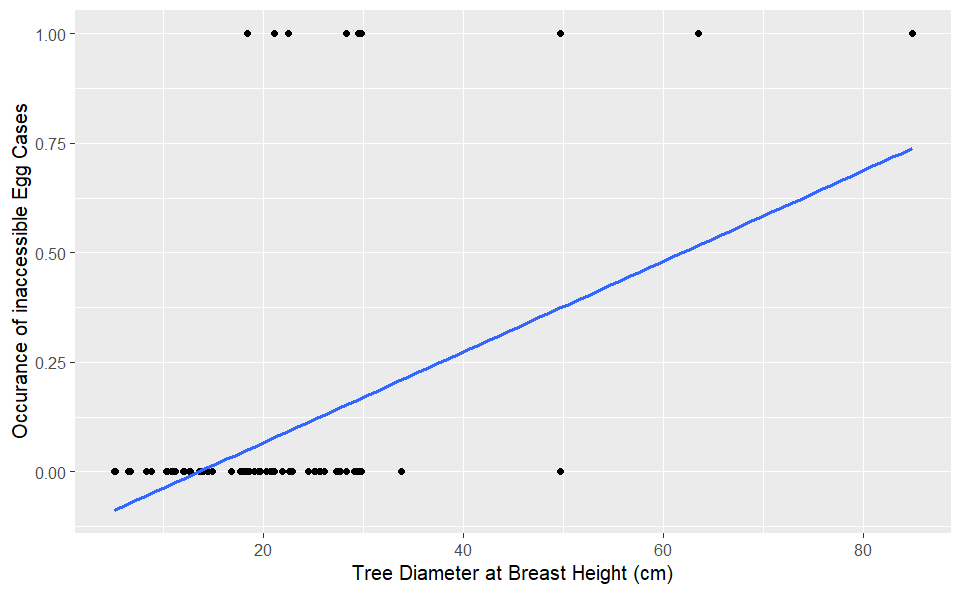 Occurance of inaccessible Egg Cases
1.00
0.75
0.50
0.25
0.00
20 40 60 80
Tree Diameter at Breast Height (cm)